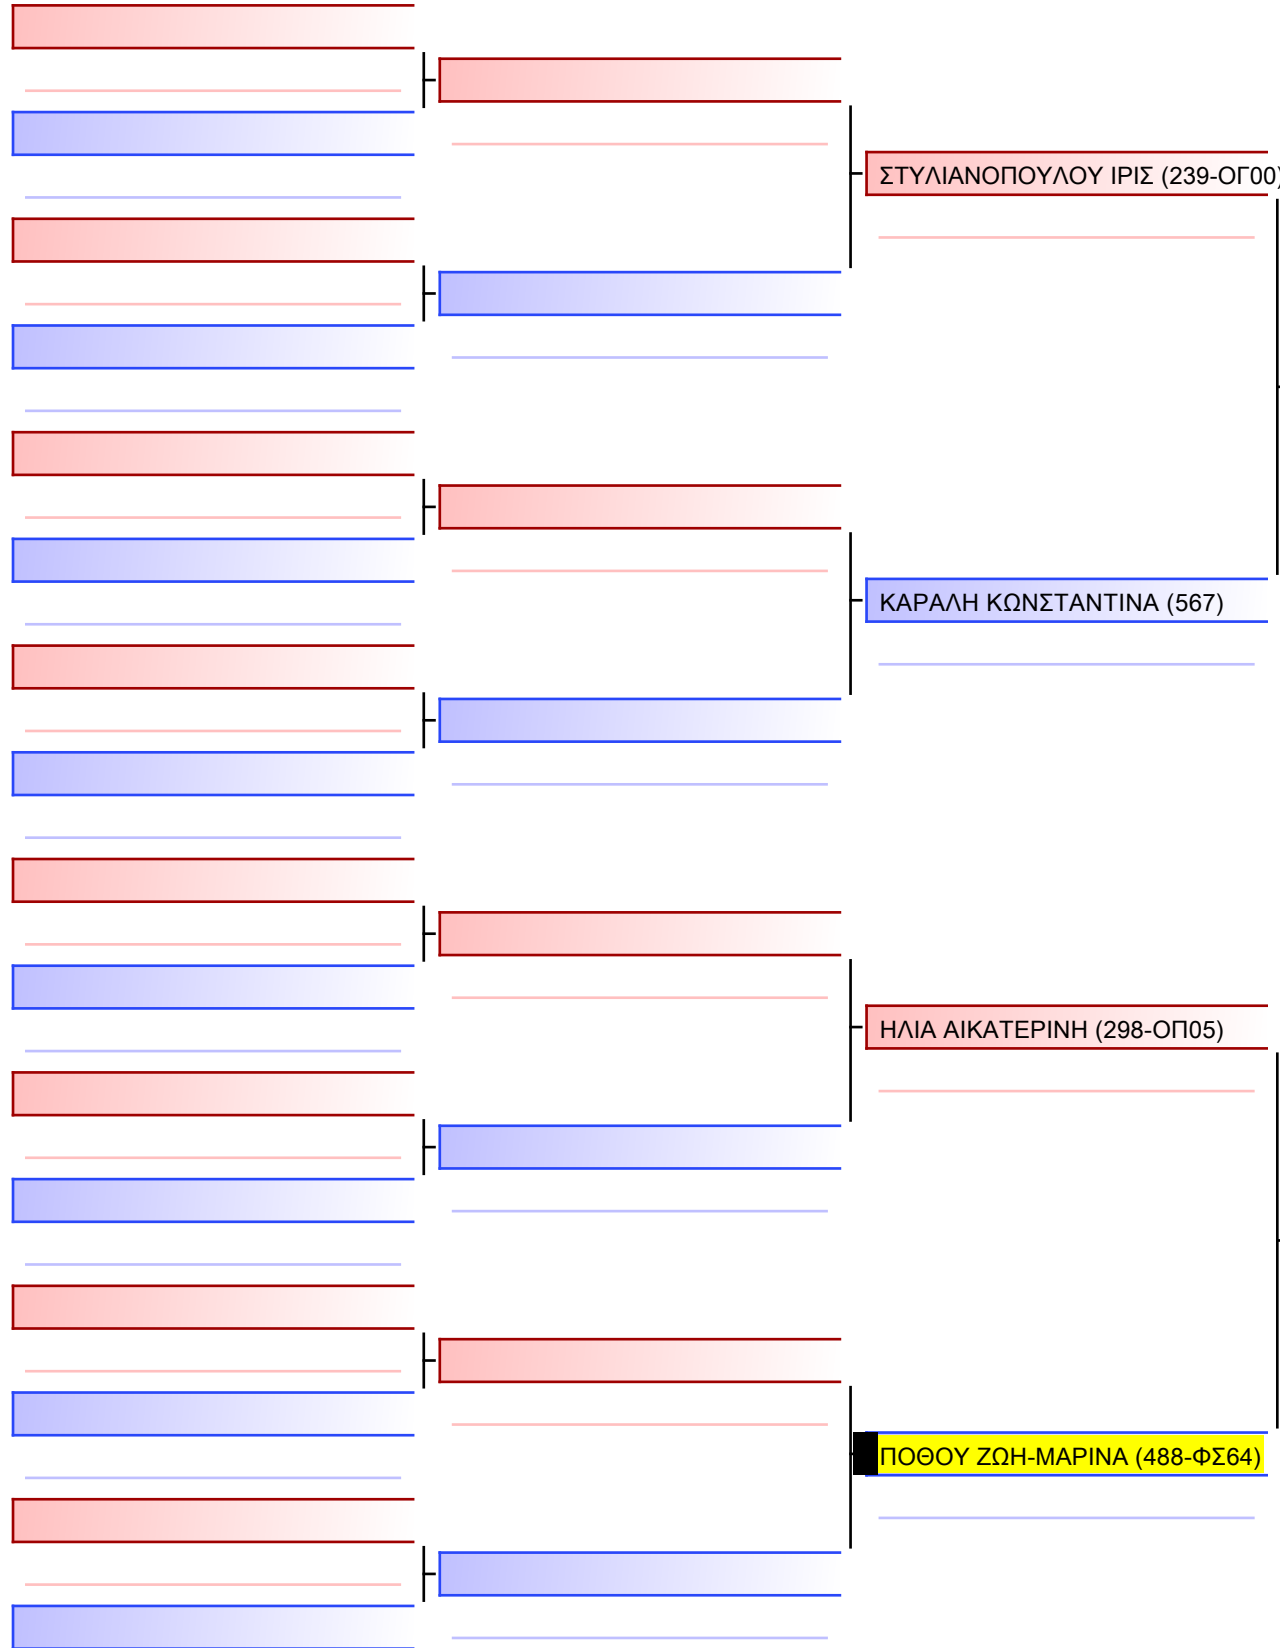 ΣΤΥΛΙΑΝΟΠΟΥΛΟΥ ΙΡΙΣ (239-ΟΓ00)
ΚΑΡΑΛΗ ΚΩΝΣΤΑΝΤΙΝΑ (567)
ΗΛΙΑ ΑΙΚΑΤΕΡΙΝΗ (298-ΟΠ05)
ΠΟΘΟΥ ΖΩΗ-ΜΑΡΙΝΑ (488-ΦΣ64)